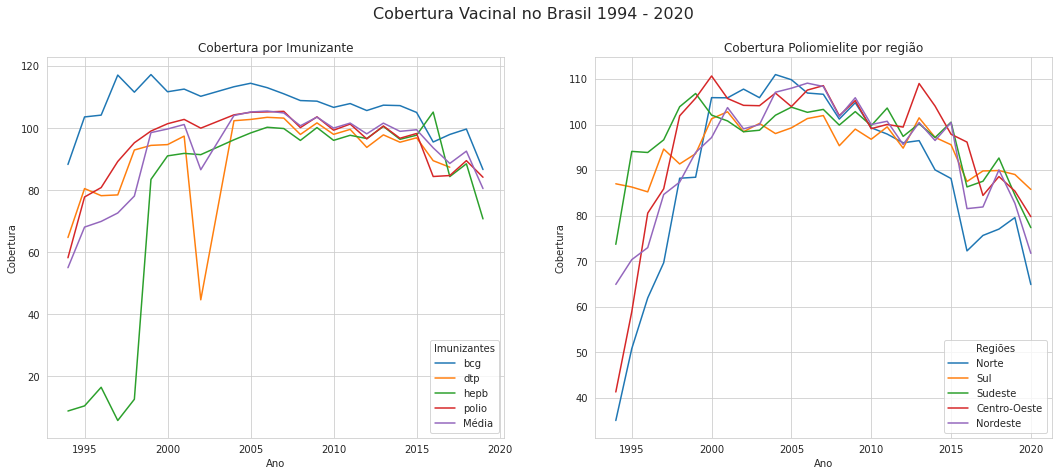 Cobertura Vacinal no Brasil 1994 - 2020
Cobertura por Imunizante
120
100
80
60
40
20
Cobertura
1995
2000
2005
2010
2015
2020
Ano
Imunizantes
bcg
dtp
hepb
polio
Média
Cobertura Poliomielite por região
110
100
90
80
70
60
50
40
Cobertura
1995
2000
2005
2010
2015
2020
Ano
Regiões
Norte
Sul
Sudeste
Centro-Oeste
Nordeste